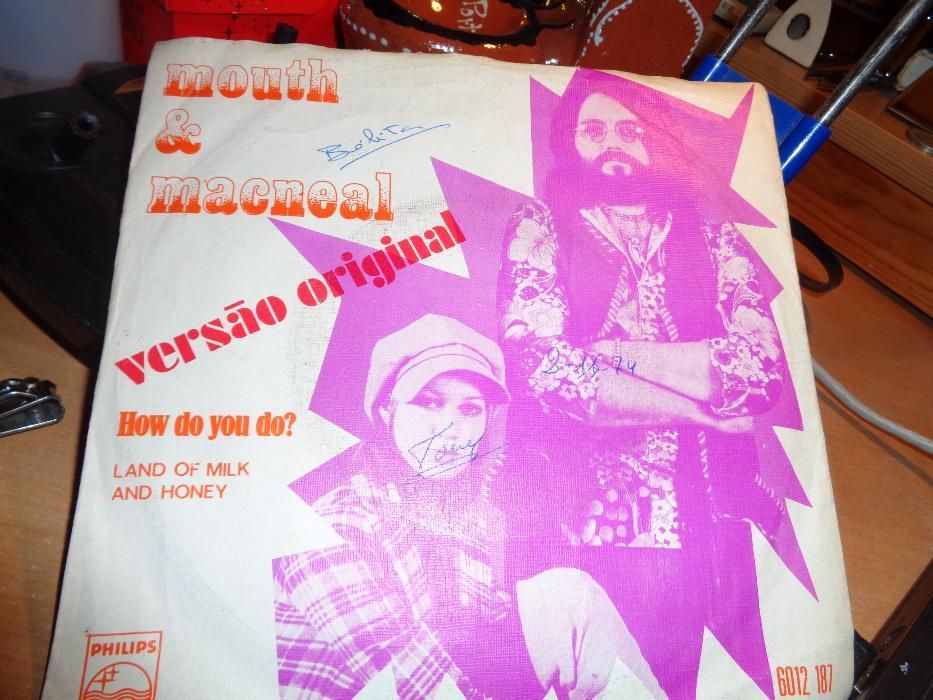 mouth
&
macneal
versão original
How do you do?
LAND OF MILK
AND HONEY
PHILIPS
6012 187